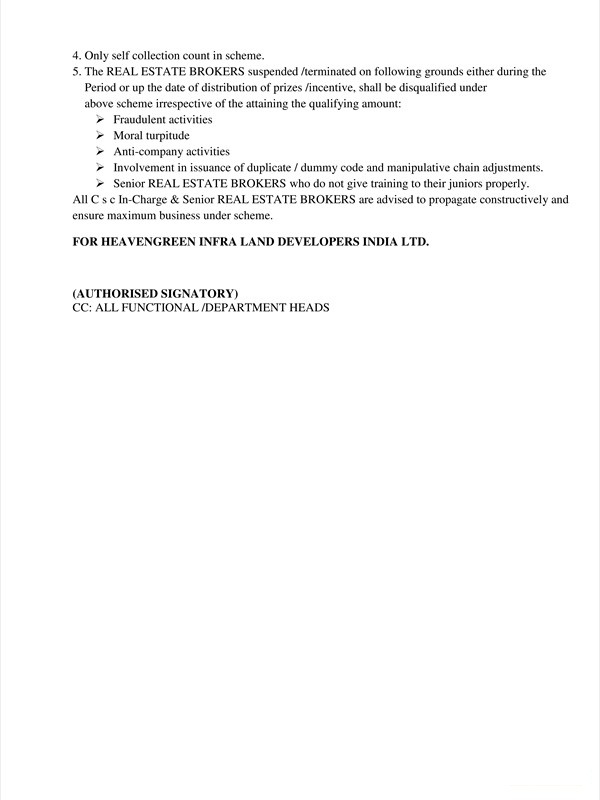 4. Only self collection count in scheme.
5. The REAL ESTATE BROKERS suspended /terminated on following grounds either during the
Period or up the date of distribution of prizes /incentive, shall be disqualified under
above scheme irrespective of the attaining the qualifying amount:
➢ Fraudulent activities
➢ Moral turpitude
➢ Anti-company activities
➢ Involvement in issuance of duplicate / dummy code and manipulative chain adjustments.
➢ Senior REAL ESTATE BROKERS who do not give training to their juniors properly.
All C s c In-Charge & Senior REAL ESTATE BROKERS are advised to propagate constructively and
ensure maximum business under scheme.
FOR HEAVENGREEN INFRA LAND DEVELOPERS INDIA LTD.
(AUTHORISED SIGNATORY)
CC: ALL FUNCTIONAL /DEPARTMENT HEADS